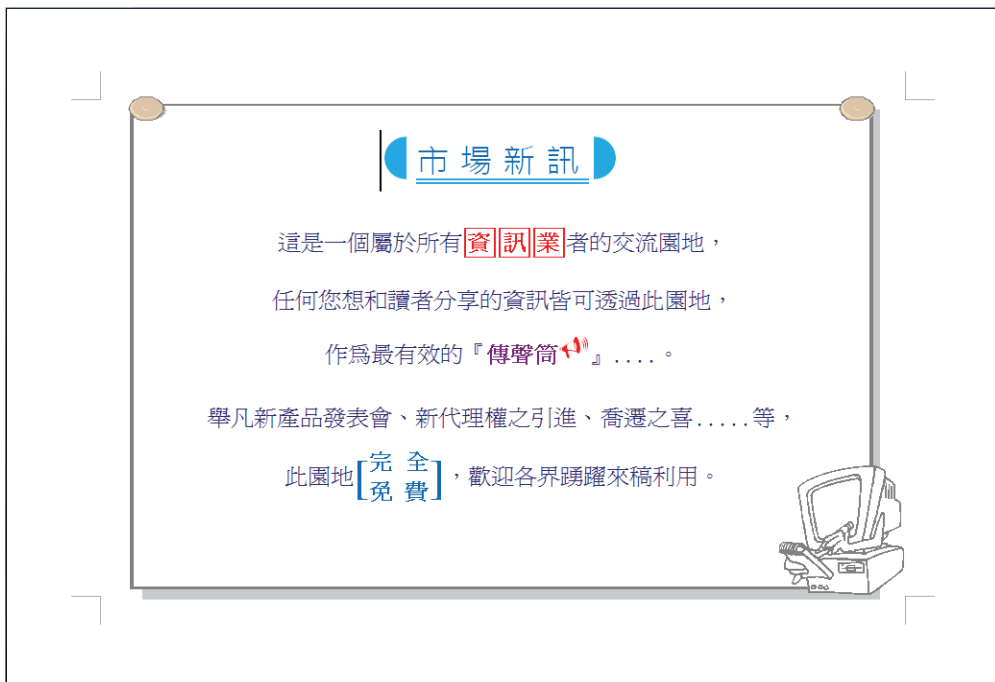 市場新訊
這是一個屬於所有資訊業者的交流園地，
任何您想和讀者分享的資訊皆可透過此園地，
作爲最有效的『傳聲筒』....。
舉凡新產品發表會、新代理權之引進、喬遷之喜.....等，
此園地[完全免費]，歡迎各界踴躍來稿利用。